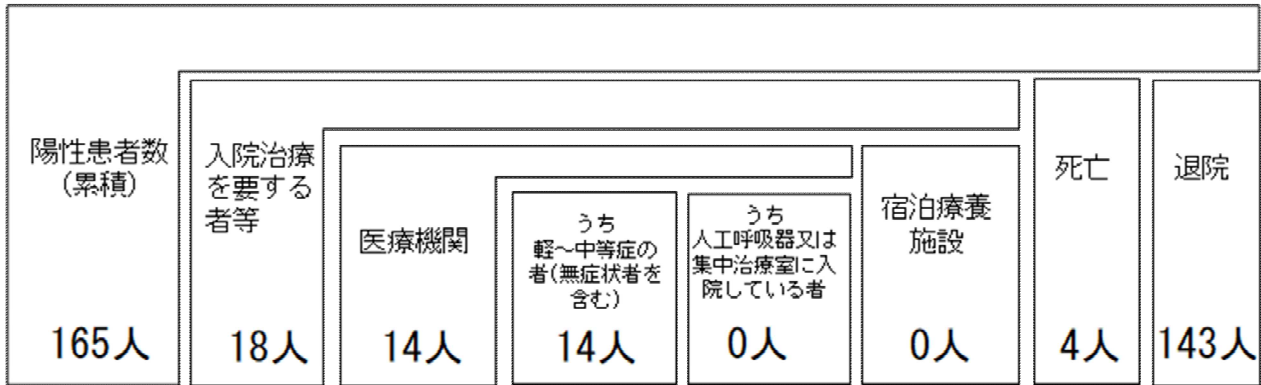 陽性患者数
（累積）
165人
入院治療
を要する
者等
18人
医療機関
14人
うち
軽～中等症の
者(無症状者を
含む)
14人
うち
人工呼吸器又は
集中治療室に入
院している者
0人
宿泊療養
施設
0人
死亡
4人
退院
143人